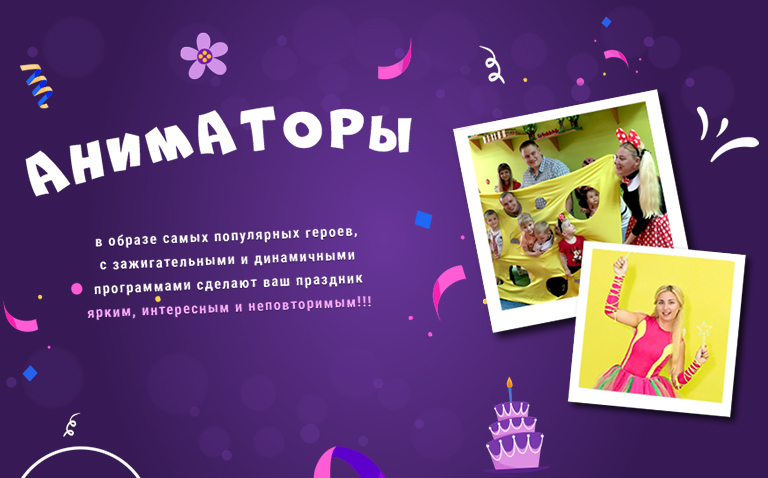 АНИМАТОРЫ
в образе самых популярных героев,
с зажигательными и динамичными
программами сделают ваш праздник
ярким, интересным и неповторимым!!!